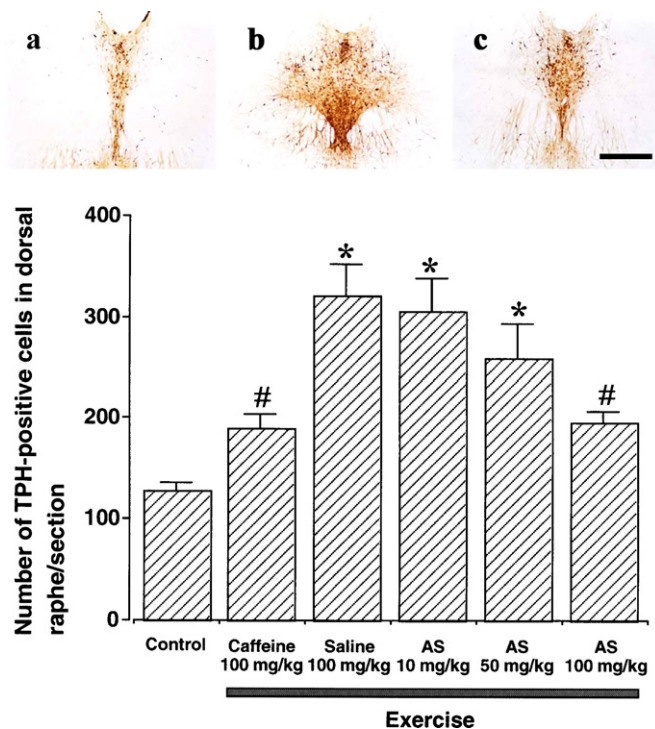 a b c
Number of TPH-positive cells in dorsal
raphe/section
400
300
200
100
0
* * *
# #
Control Caffeine Saline AS AS AS
100 mg/kg 100 mg/kg 10 mg/kg 50 mg/kg 100 mg/kg
Exercise